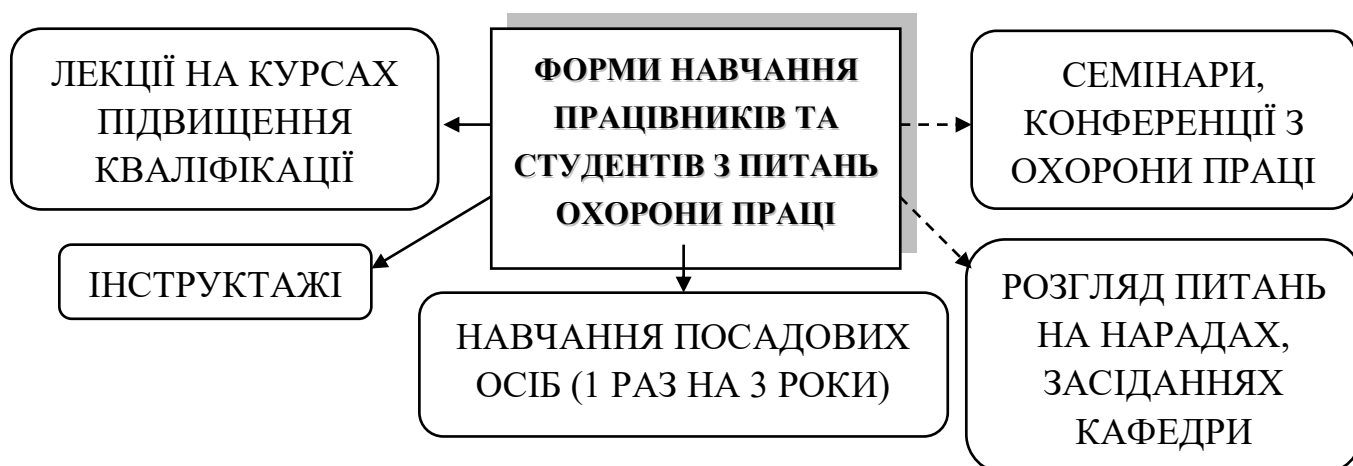 ЛЕКЦІЇ НА КУРСАХ
ПІДВИЩЕННЯ
КВАЛІФІКАЦІЇ
ФОРМИ НАВЧАННЯ
ПРАЦІВНИКІВ ТА
СТУДЕНТІВ З ПИТАНЬ
ОХОРОНИ ПРАЦІ
СЕМІНАРИ,
КОНФЕРЕНЦІЇ З
ОХОРОНИ ПРАЦІ
ІНСТРУКТАЖІ
НАВЧАННЯ ПОСАДОВИХ
ОСІБ (1 РАЗ НА 3 РОКИ)
РОЗГЛЯД ПИТАНЬ
НА НАРАДАХ,
ЗАСІДАННЯХ
КАФЕДРИ